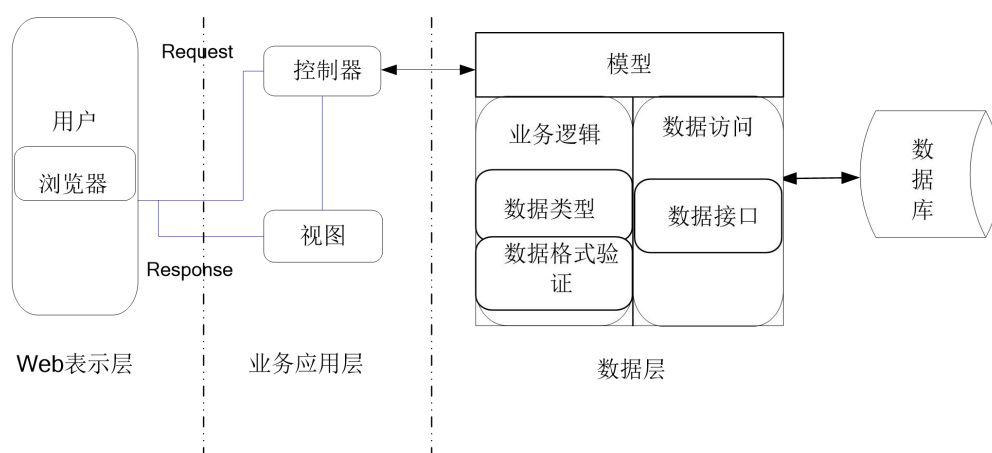 Request
控制器
模型
用户
浏览器
业务逻辑
数据访问
数据类型
数据接口
数据格式验
证
数
据
库
视图
Response
Web表示层
业务应用层
数据层